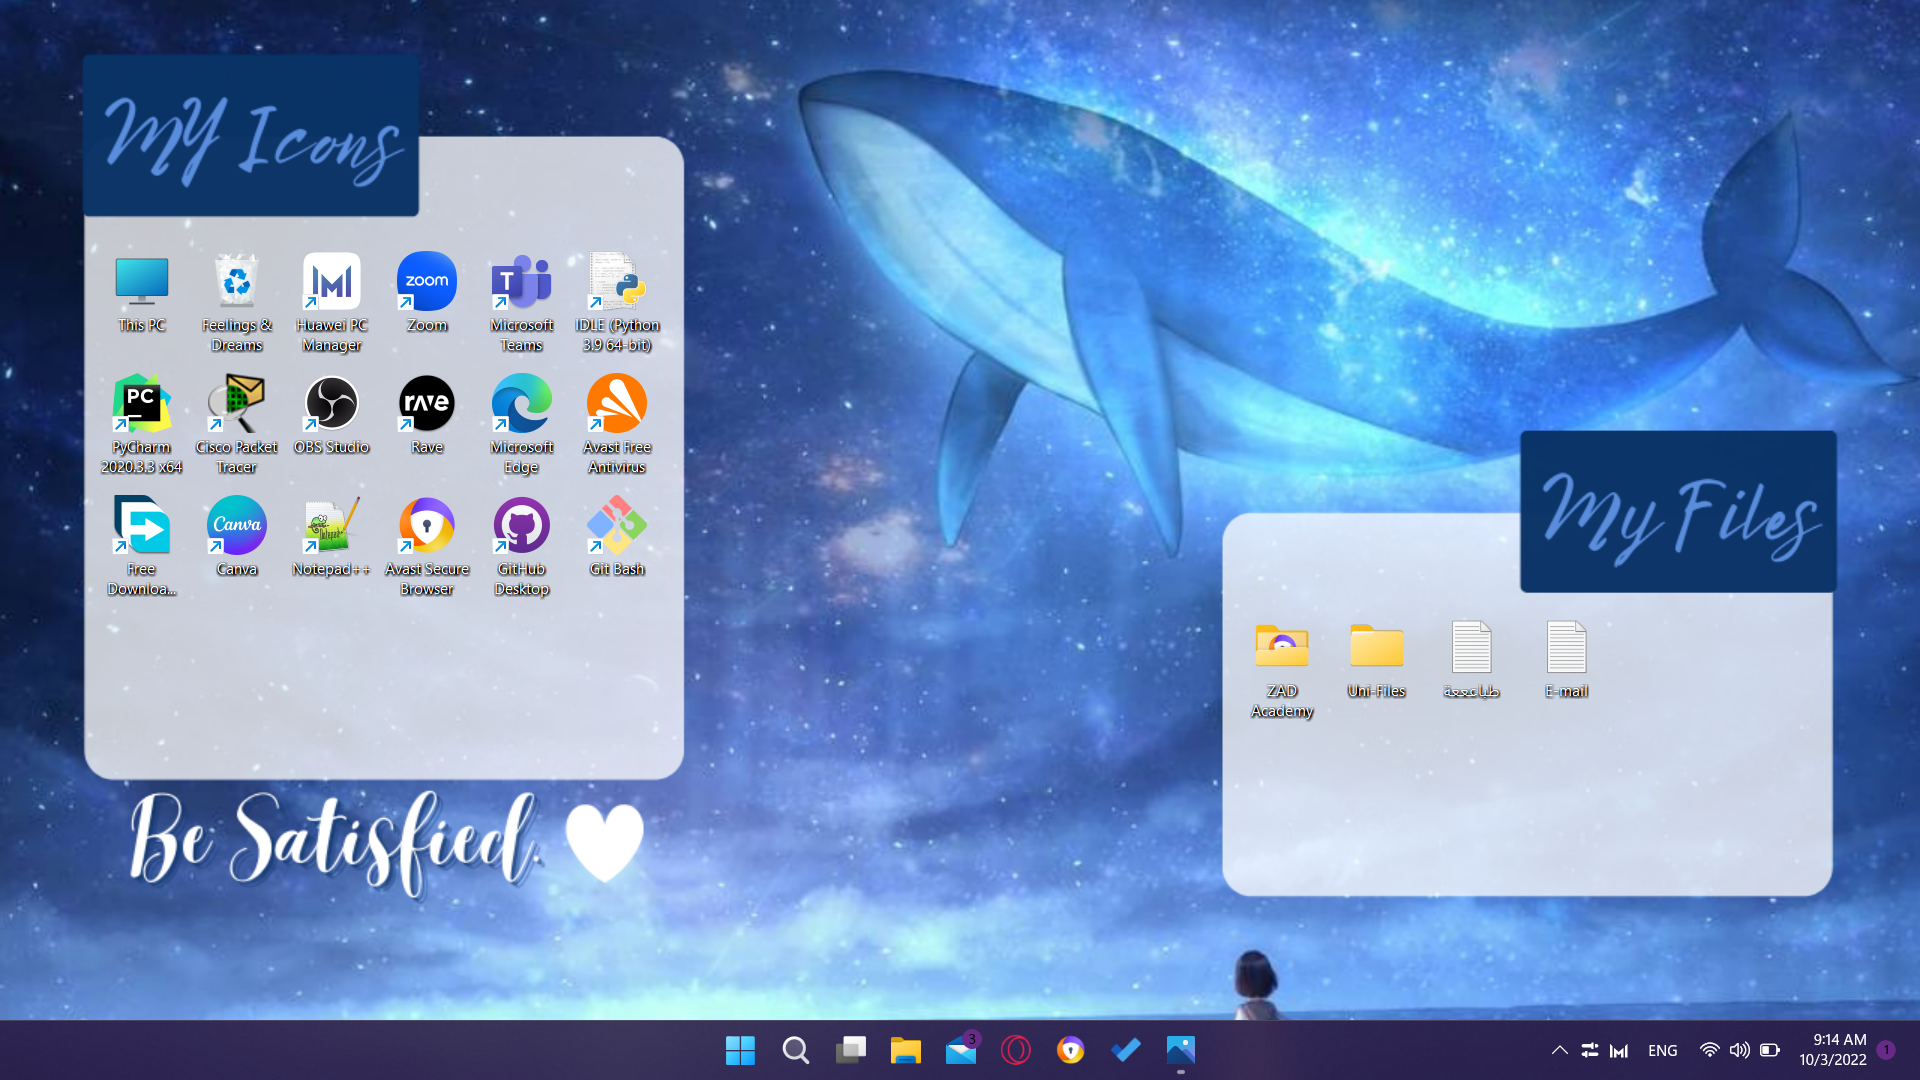 MY Icons
This PC
Feelings &
Dreams
Huawei PC
Manager
zoom
Zoom
T
Microsoft
Teams
IDLE (Python
3.9 64-bit)
PC
PyCharm
2020.3.3 x64
Cisco Packet
Tracer
OBS Studio
rave
Rave
Microsoft
Edge
Avast Free
Antivirus
Free
Downloa...
Canva
Canva
Notepad++
Notepad++
Avast Secure
Browser
GitHub
Desktop
Git Bash
Be Satisfied.
My Files
ZAD
Academy
Uni-Files
E-mail
3
ENG
9:14 AM
10/3/2022
1